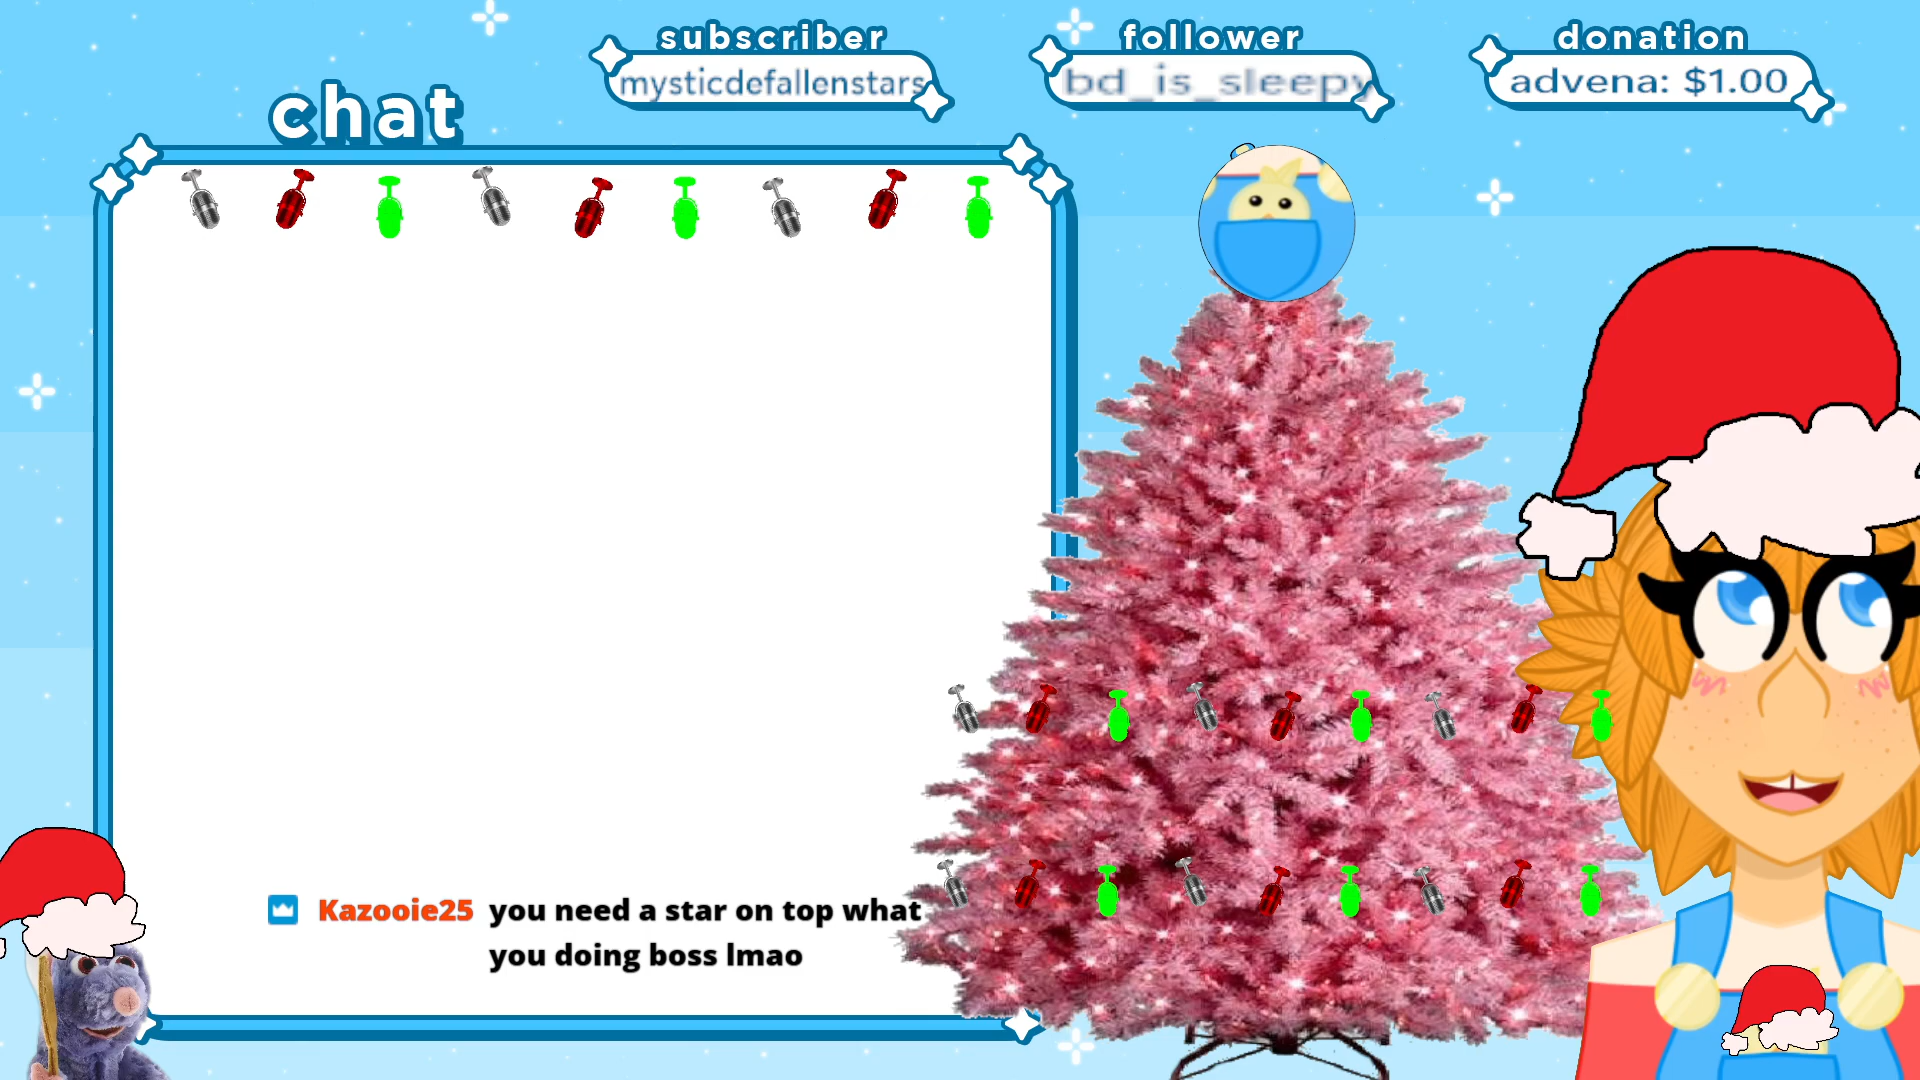 subscriber
follower
donation
mysticdefallenstars
bd_is_sleepy
advena: $1.00
chat
Kazooie25 you need a star on top what
you doing boss lmao